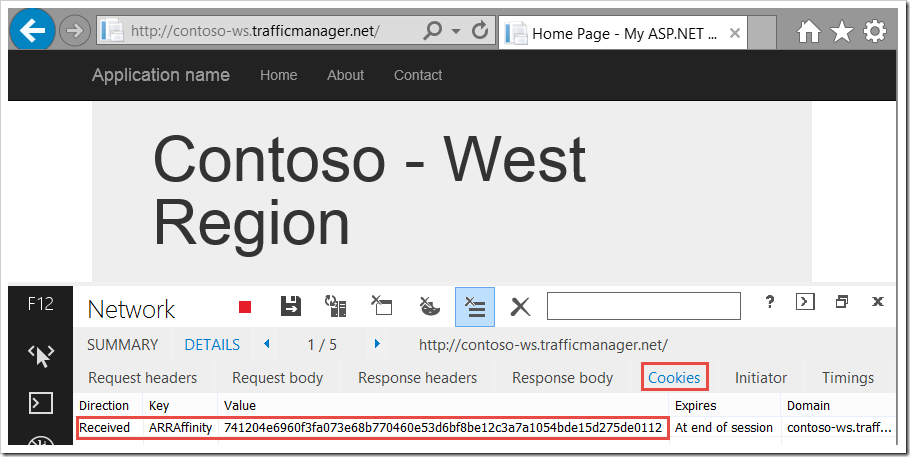 http://contoso-ws.trafficmanager.net/
Home Page - My ASP.NET ...
Application name Home About Contact
Contoso - West
Region
F12
Network
?
SUMMARY DETAILS 1 / 5 http://contoso-ws.trafficmanager.net/
Request headers Request body Response headers Response body Cookies Initiator Timings
Direction Key Value Expires Domain
Received ARRAffinity 741204e6960f3fa073e68b770460e53d6bf8be12c3a7a1054bde15d275de0112 At end of session contoso-ws.traff...